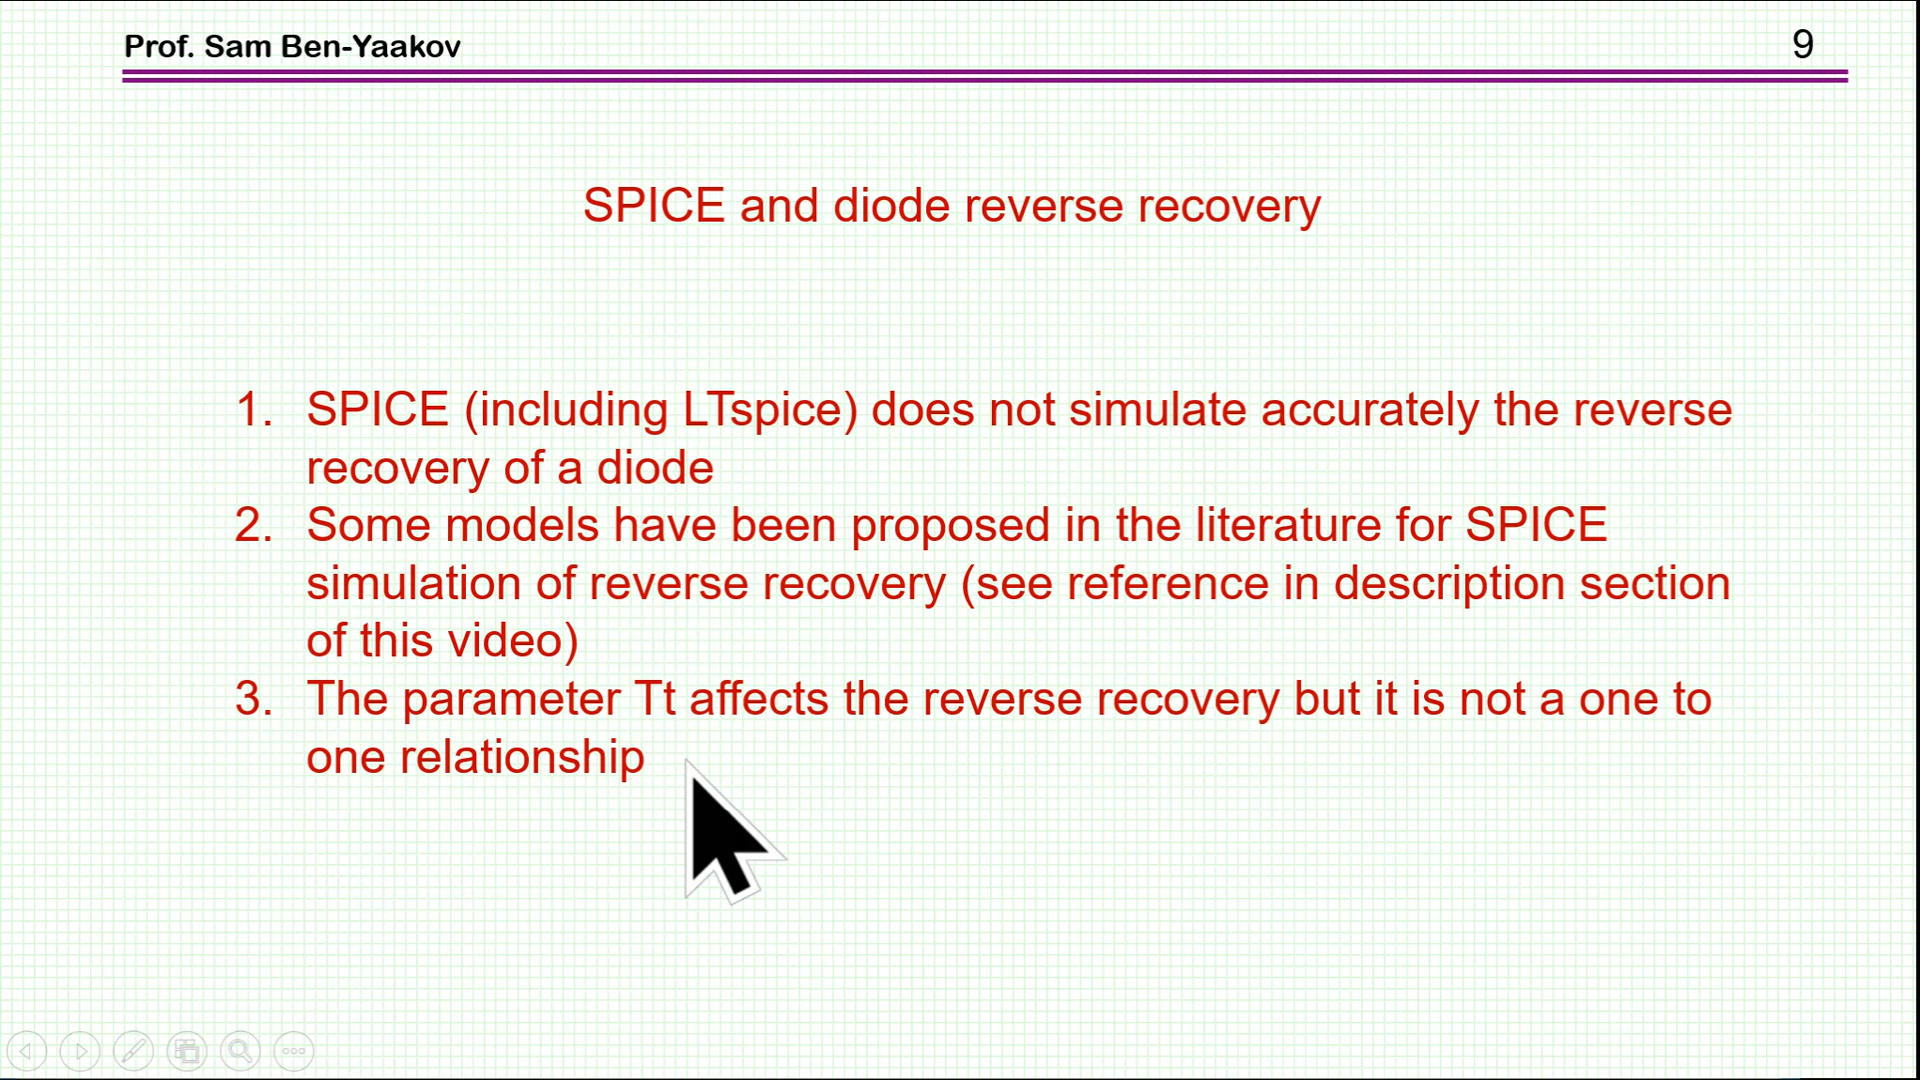 Prof. Sam Ben-Yaakov
9
SPICE and diode reverse recovery
1. SPICE (including LTspice) does not simulate accurately the reverse
recovery of a diode
2. Some models have been proposed in the literature for SPICE
simulation of reverse recovery (see reference in description section
of this video)
3. The parameter Tt affects the reverse recovery but it is not a one to
one relationship